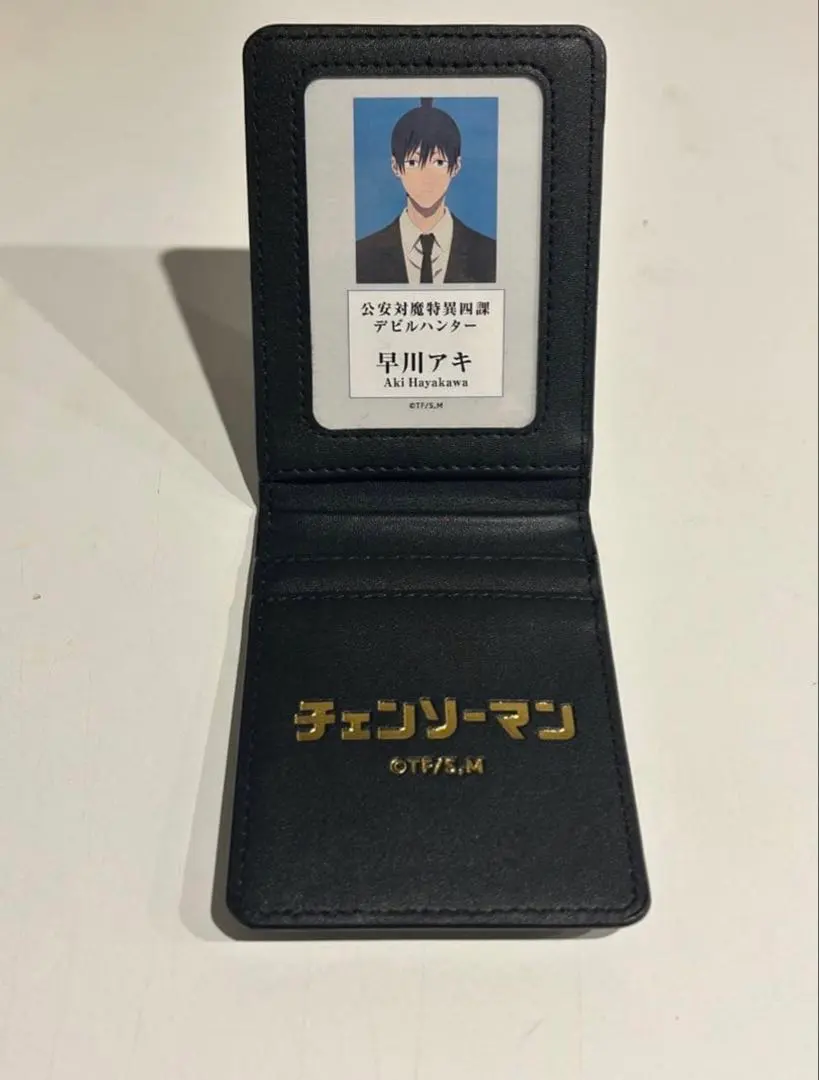 公安対魔特異四課
デビルハンター
早川アキ
Aki Hayakawa
©TF/S,M
チェンソーマン
©TF/S,M